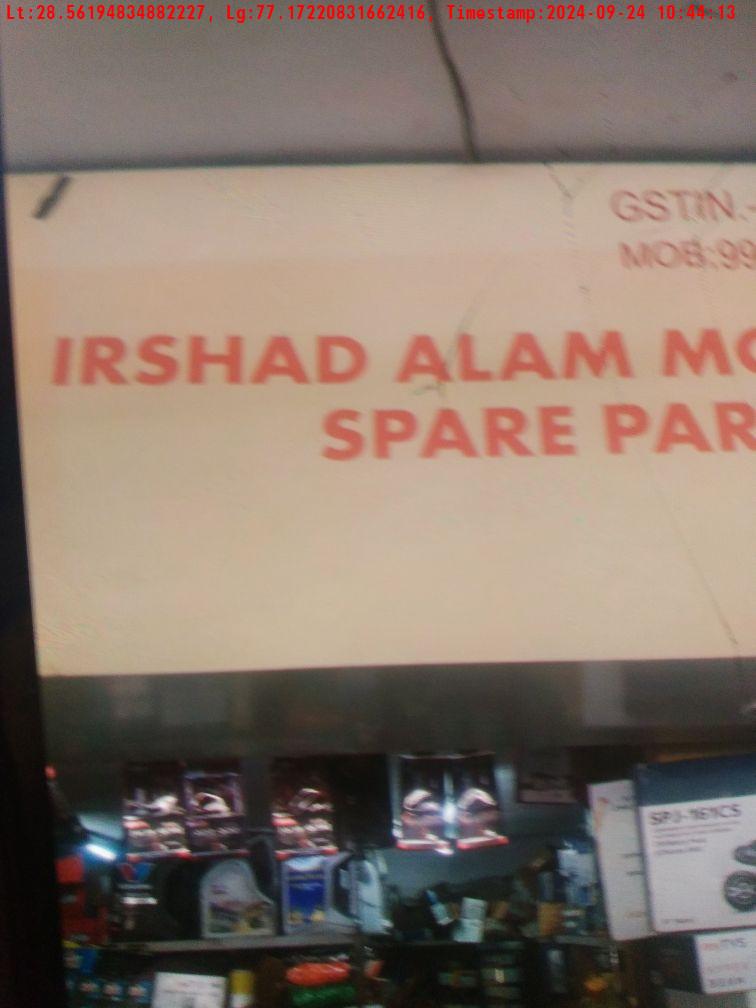 Lt:28.56194834882227, Lg:77.17220831662416, Timestamp:2024-09-24 10:44:13
GSTIN.-
MOB:99
IRSHAD ALAM MO
SPARE PAR
SPJ-161CS
TVS